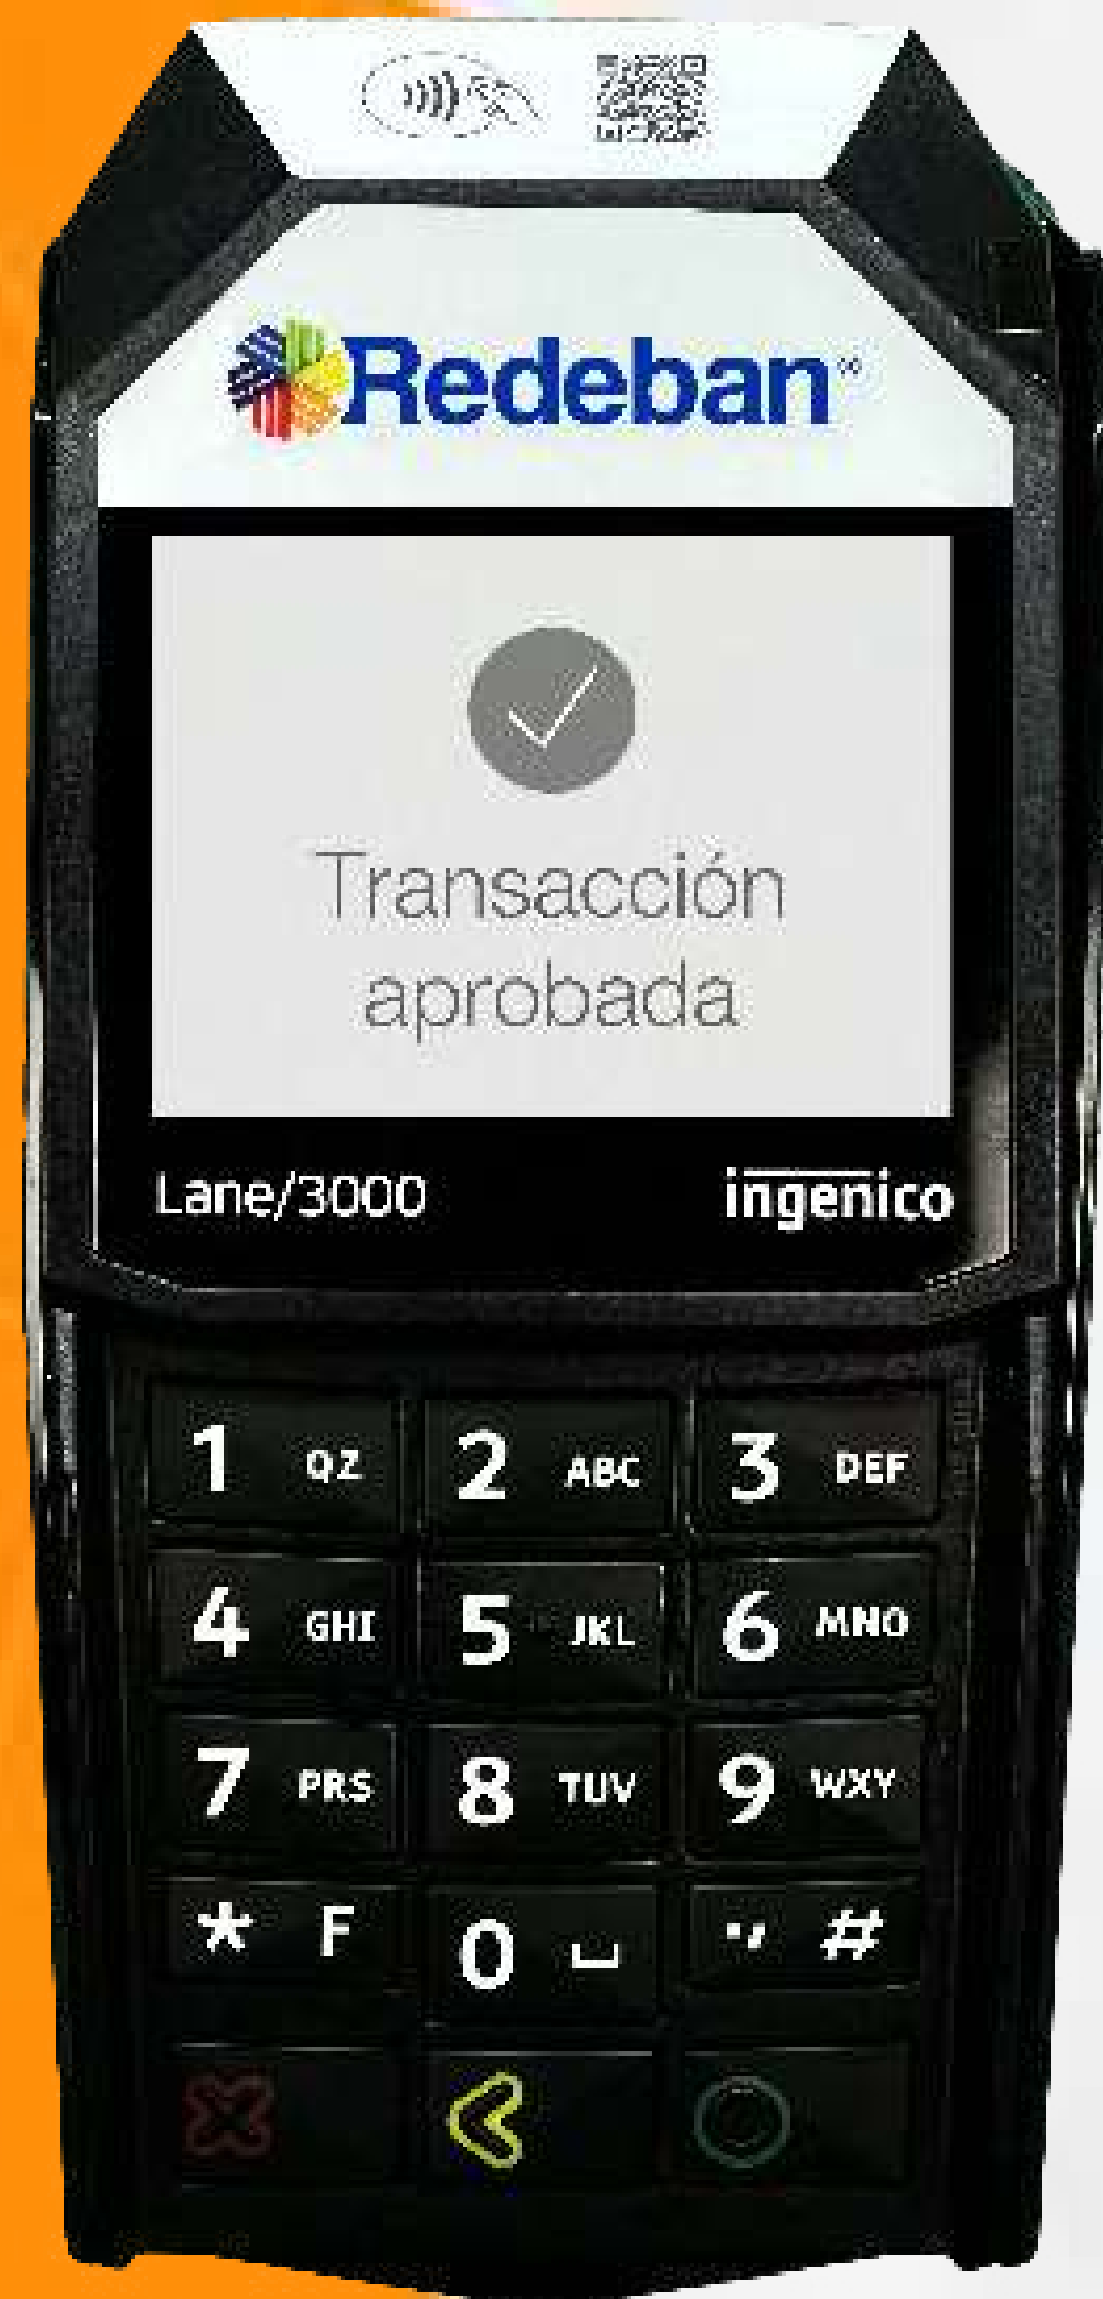 Redeban
Transacción
aprobada
Lane/3000 ingenico
1 QZ 2 ABC 3 DEF
4 GHI 5 JKL 6 MNO
7 PRS 8 TUV 9 WXY
* F 0 ⎵ ., #